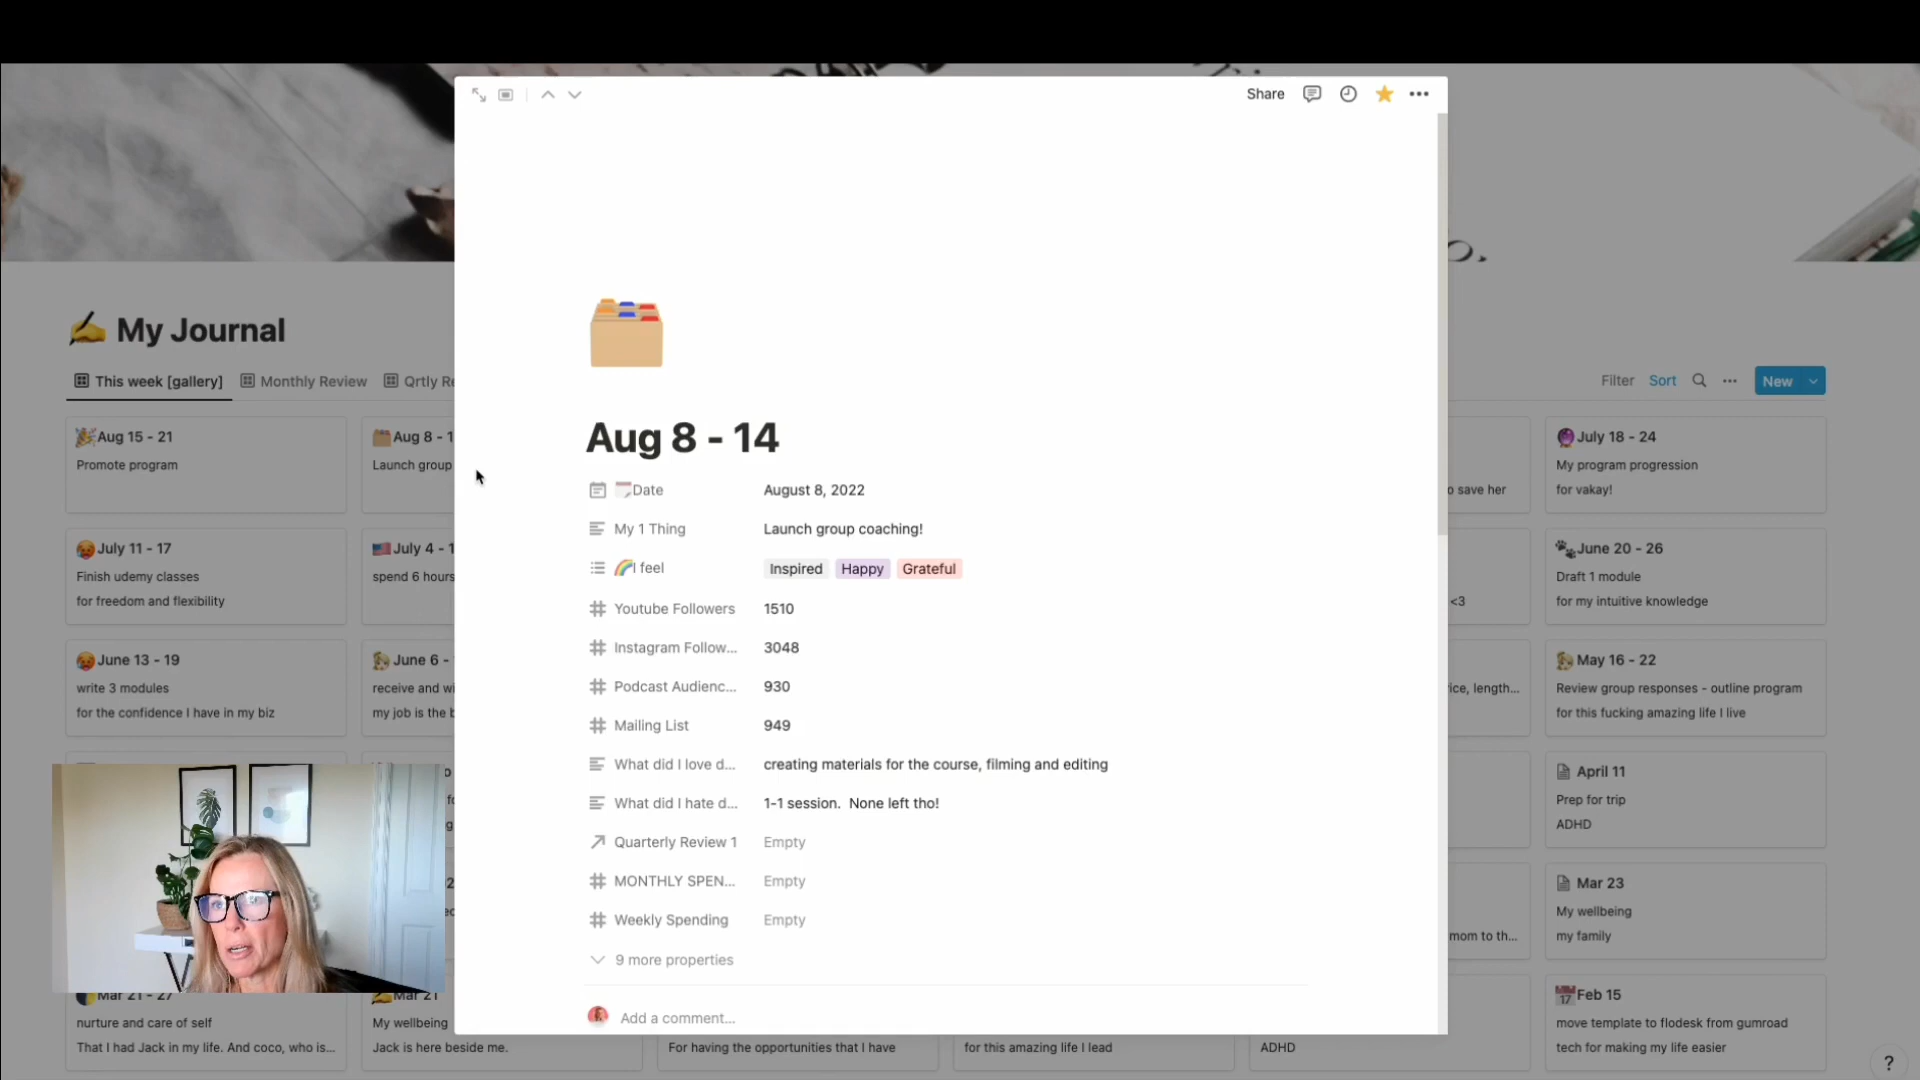 Share
Aug 8 - 14
Date August 8, 2022
My 1 Thing Launch group coaching!
I feel Inspired Happy Grateful
Youtube Followers 1510
Instagram Follow... 3048
Podcast Audienc... 930
Mailing List 949
What did I love d... creating materials for the course, filming and editing
What did I hate d... 1-1 session. None left tho!
Quarterly Review 1 Empty
MONTHLY SPEN... Empty
Weekly Spending Empty
9 more properties
Add a comment...
My Journal
This week [gallery] Monthly Review Qrtly Re
Filter Sort New
Aug 15 - 21
Promote program
Aug 8 - 1
Launch group
July 18 - 24
My program progression
for vakay!
o save her
July 11 - 17
Finish udemy classes
for freedom and flexibility
July 4 - 1
spend 6 hours
<3
June 20 - 26
Draft 1 module
for my intuitive knowledge
June 13 - 19
write 3 modules
for the confidence I have in my biz
June 6 -
receive and wi
my job is the b
ice, length...
May 16 - 22
Review group responses - outline program
for this fucking amazing life I live
April 11
Prep for trip
ADHD
mom to th...
Mar 23
My wellbeing
my family
Mar 21 - 27
nurture and care of self
That I had Jack in my life. And coco, who is...
Mar 21
My wellbeing
Jack is here beside me.
For having the opportunities that I have
for this amazing life I lead
ADHD
Feb 15
move template to flodesk from gumroad
tech for making my life easier
?